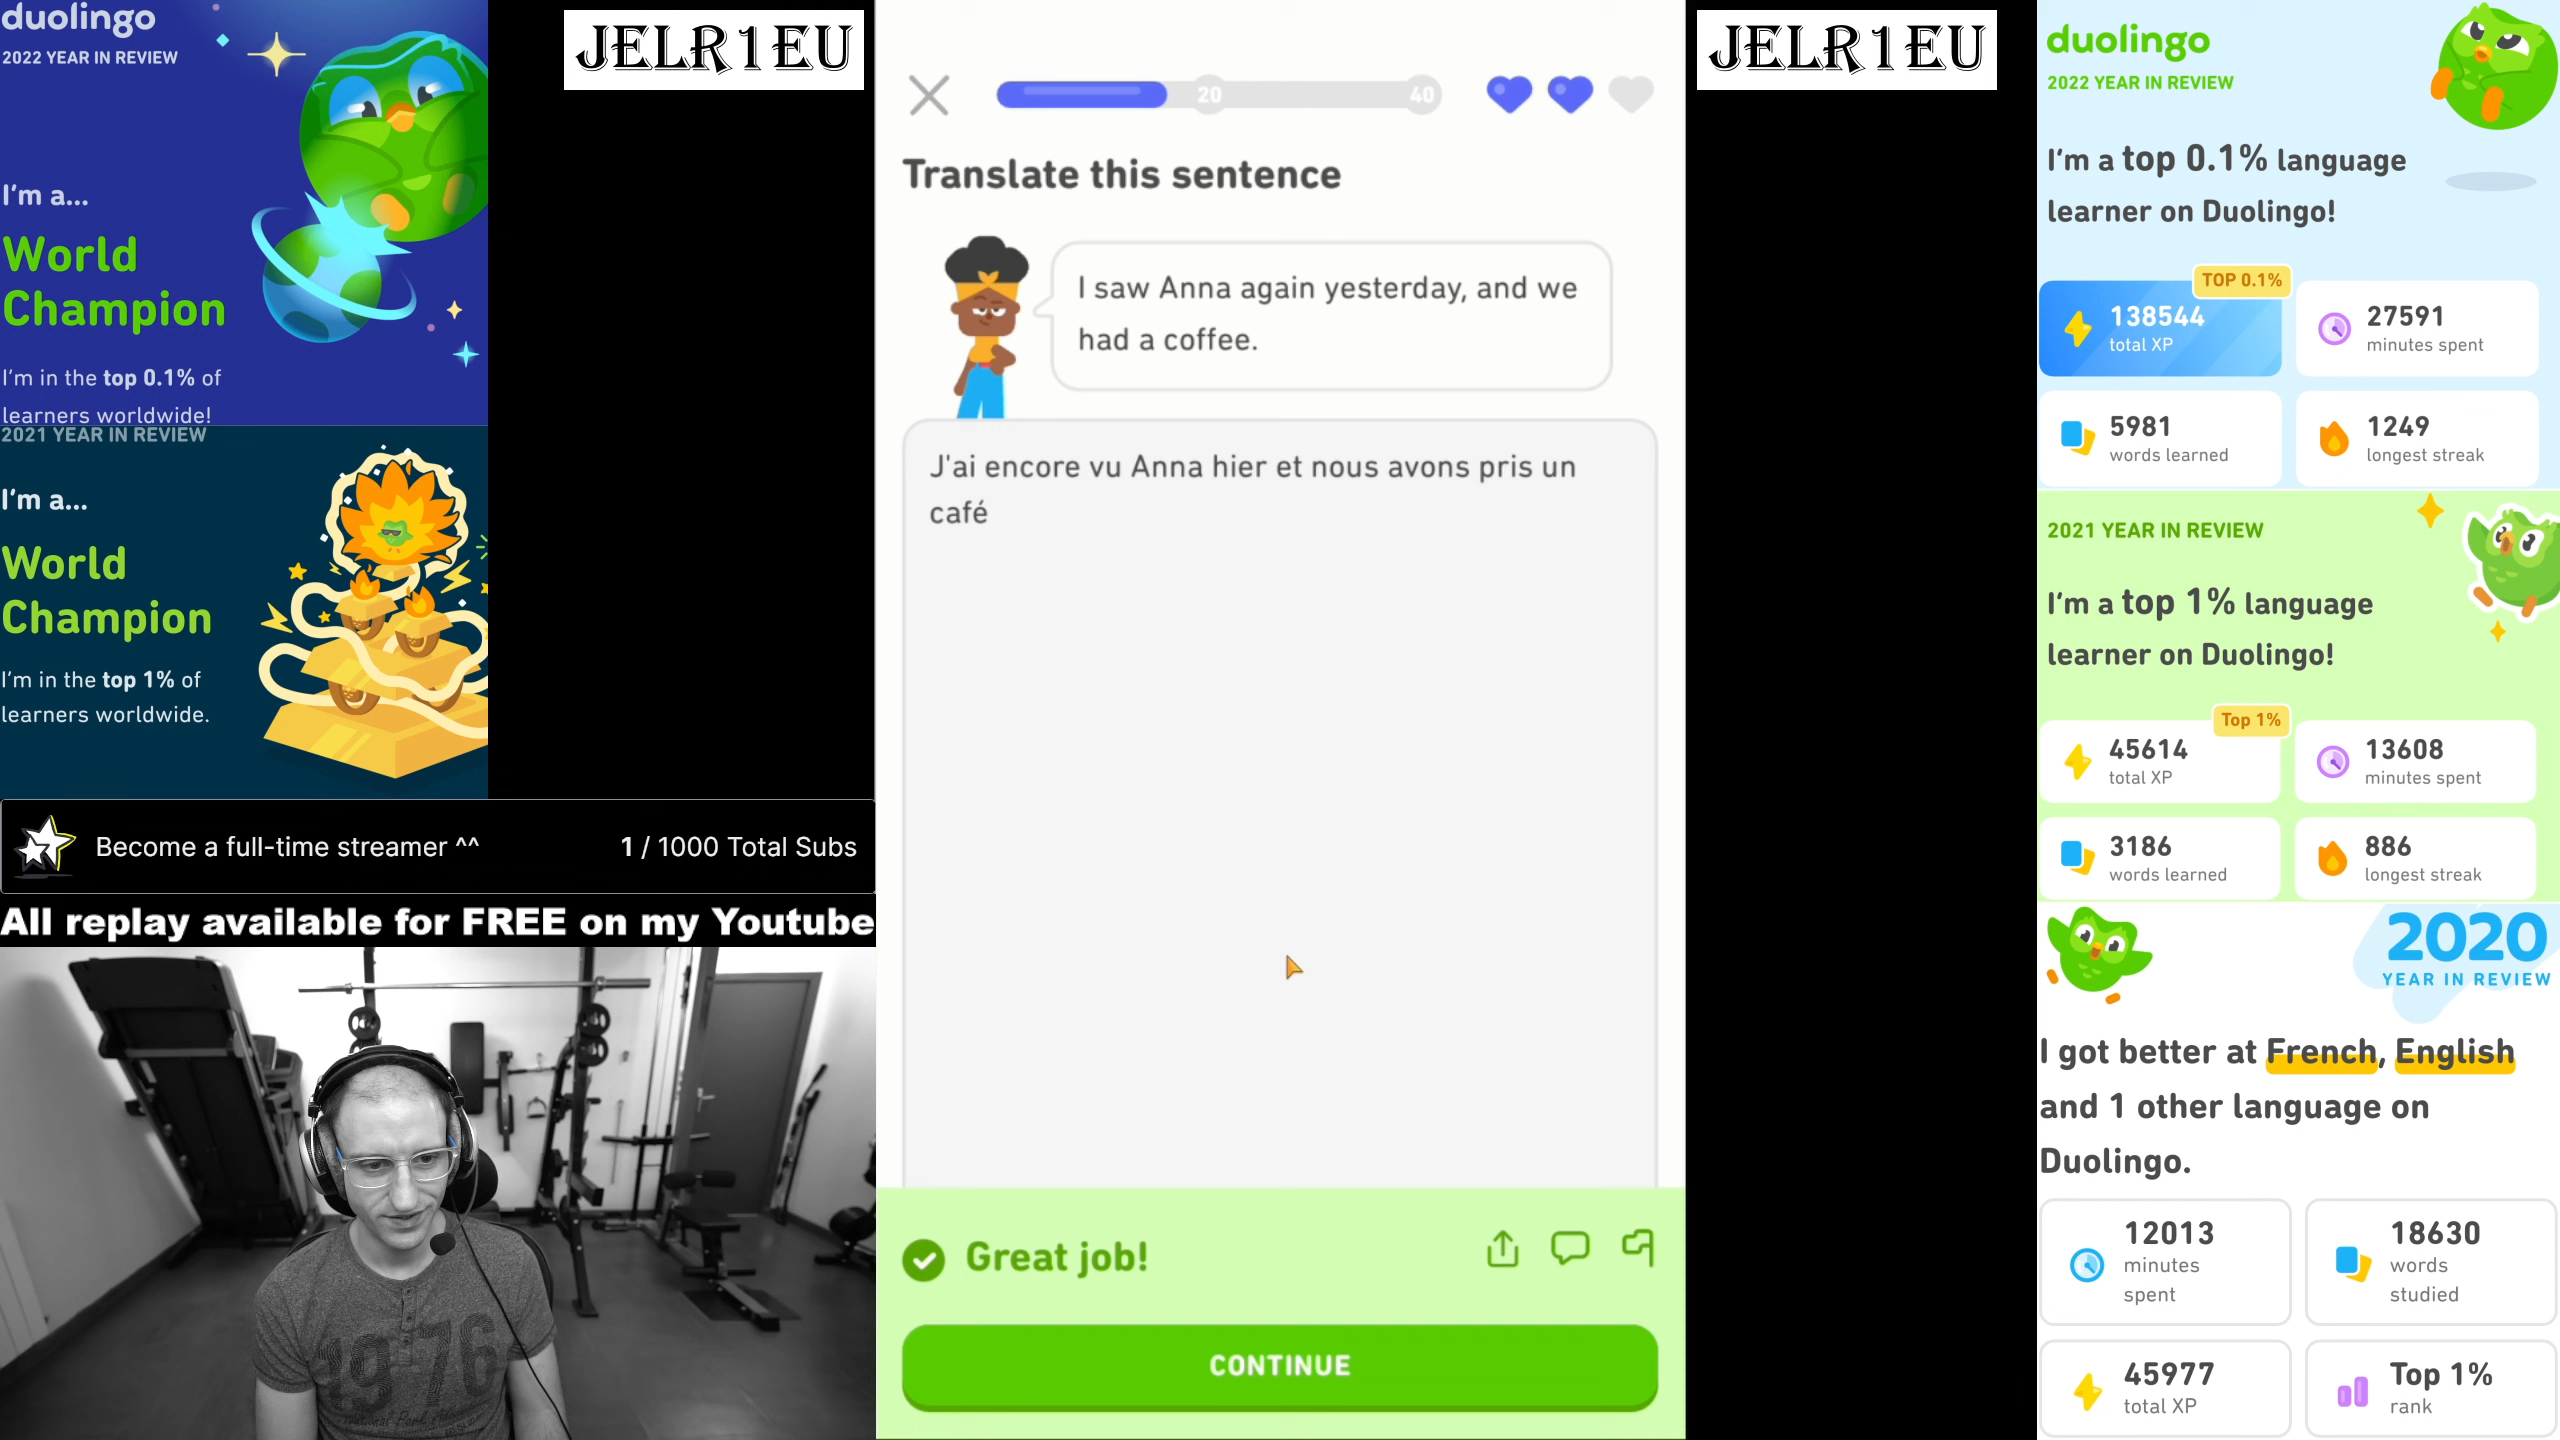 duolingo
2022 YEAR IN REVIEW
I'm a...
World
Champion
I'm in the top 0.1% of
learners worldwide!
2021 YEAR IN REVIEW
I'm a...
World
Champion
I'm in the top 1% of
learners worldwide.
Become a full-time streamer ^^
1 / 1000 Total Subs
All replay available for FREE on my Youtube
1976
JELR1EU
20
40
Translate this sentence
I saw Anna again yesterday, and we
had a coffee.
J'ai encore vu Anna hier et nous avons pris un
café
Great job!
CONTINUE
JELR1EU
duolingo
2022 YEAR IN REVIEW
I'm a top 0.1% language
learner on Duolingo!
TOP 0.1%
138544
total XP
27591
minutes spent
5981
words learned
1249
longest streak
2021 YEAR IN REVIEW
I'm a top 1% language
learner on Duolingo!
Top 1%
45614
total XP
13608
minutes spent
3186
words learned
886
longest streak
2020
YEAR IN REVIEW
I got better at French, English
and 1 other language on
Duolingo.
12013
minutes
spent
18630
words
studied
45977
total XP
Top 1%
rank